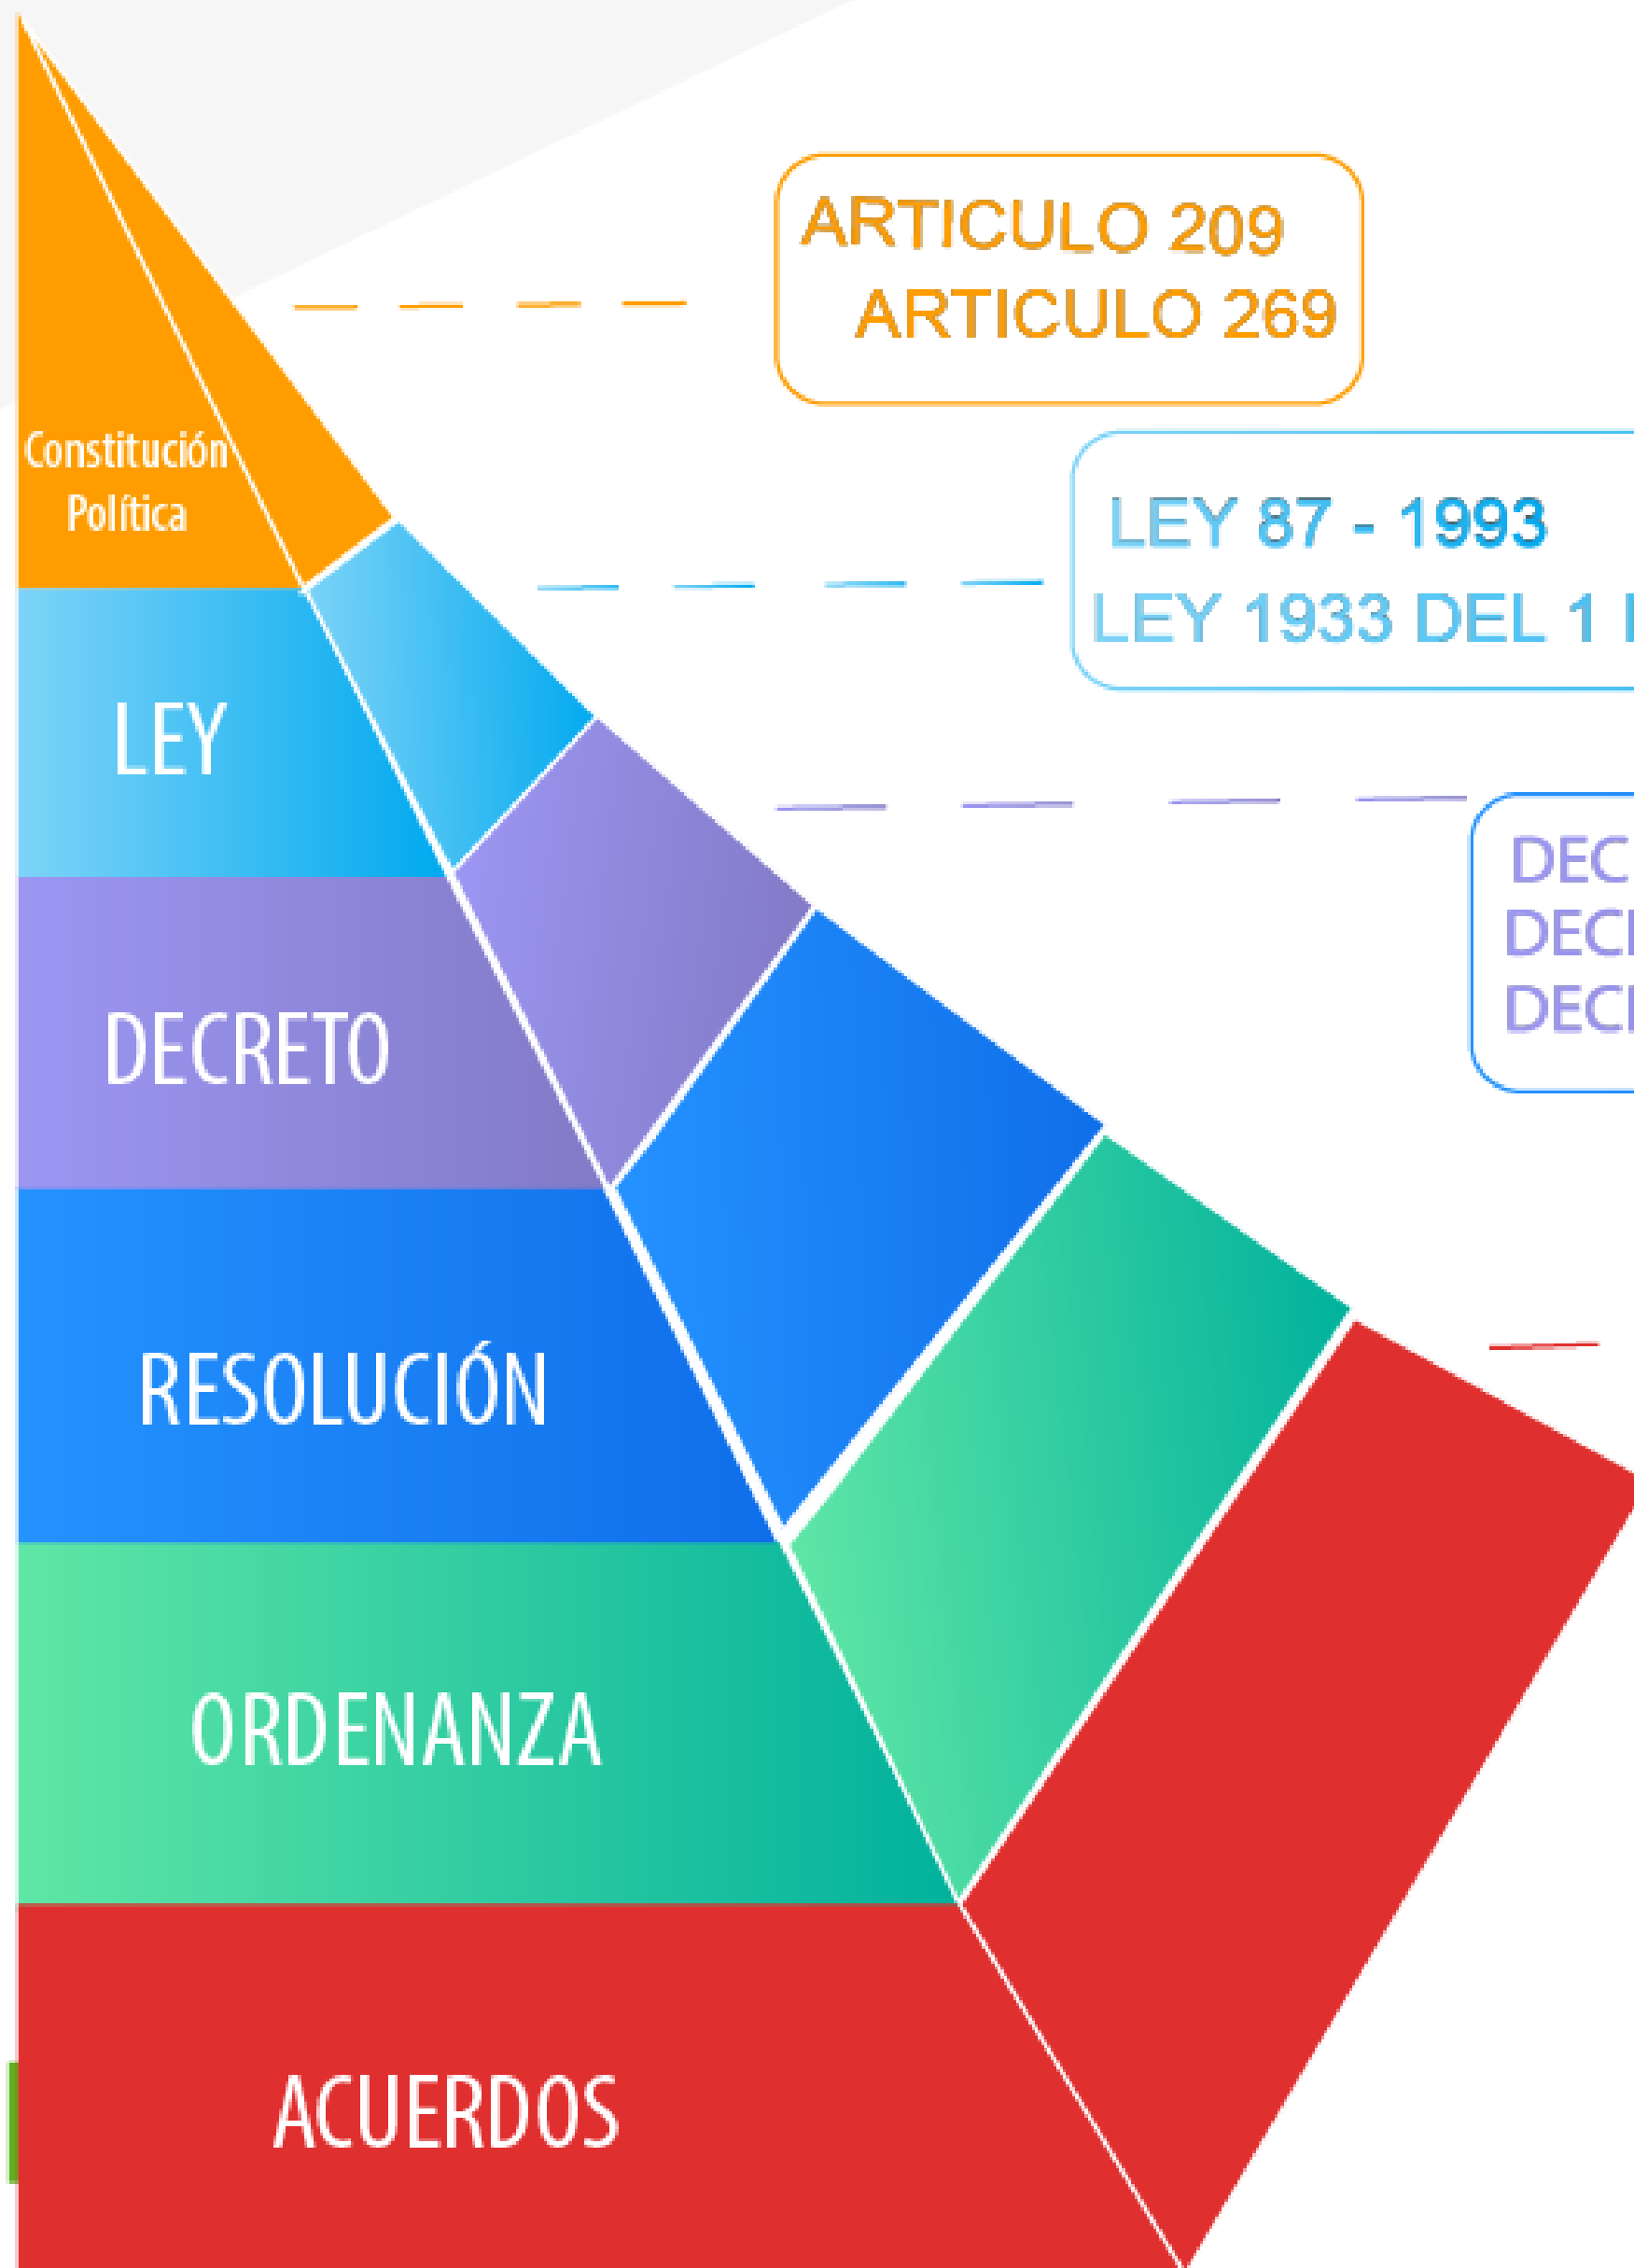 ARTICULO 209
ARTICULO 269
Constitución
Política
LEY 87 - 1993
LEY 1933 DEL 1
LEY
DECRETO
RESOLUCIÓN
ORDENANZA
ACUERDOS